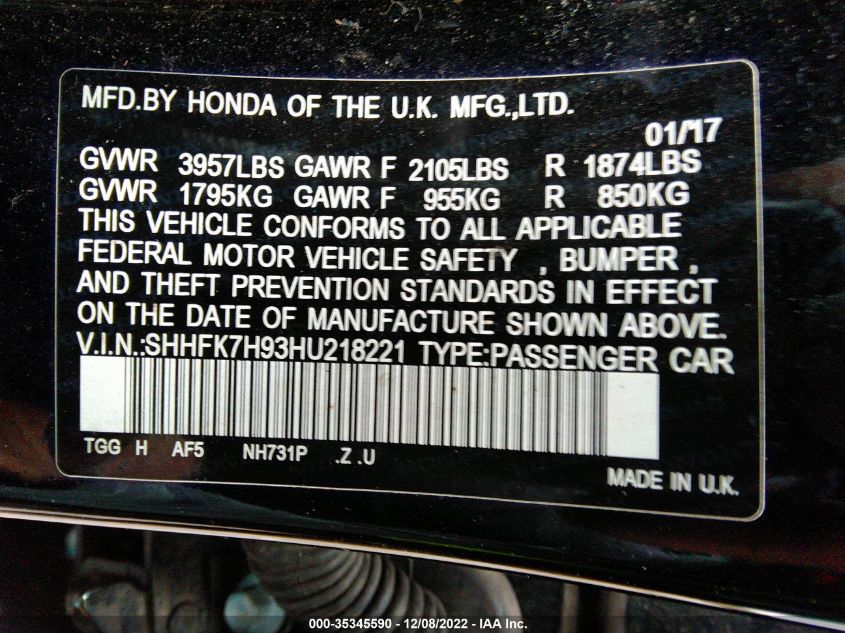 MFD.BY HONDA OF THE U.K. MFG.,LTD.
01/17
GVWR 3957LBS GAWR F 2105LBS R 1874LBS
GVWR 1795KG GAWR F 955KG R 850KG
THIS VEHICLE CONFORMS TO ALL APPLICABLE
FEDERAL MOTOR VEHICLE SAFETY , BUMPER ,
AND THEFT PREVENTION STANDARDS IN EFFECT
ON THE DATE OF MANUFACTURE SHOWN ABOVE.
V.I.N.:SHHFK7H93HU218221 TYPE:PASSENGER CAR
TGG H AF5 NH731P .Z .U
MADE IN U.K.
000-35345590 - 12/08/2022 - IAA Inc.